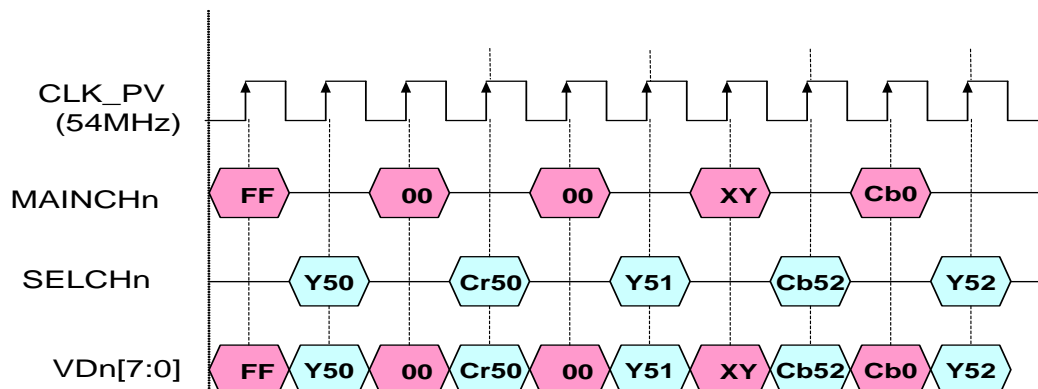 CLK_PV
(54MHz)
MAINCHn FF 00 00 XY Cb0
SELCHn Y50 Cr50 Y51 Cb52 Y52
VDn[7:0] FF Y50 00 Cr50 00 Y51 XY Cb52 Cb0 Y52